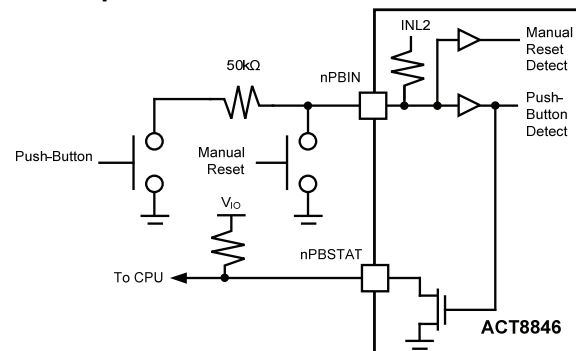 INL2
Manual
Reset
Detect
50kΩ
nPBIN
Push-
Button
Detect
Push-Button
Manual
Reset
VIO
nPBSTAT
To CPU
ACT8846